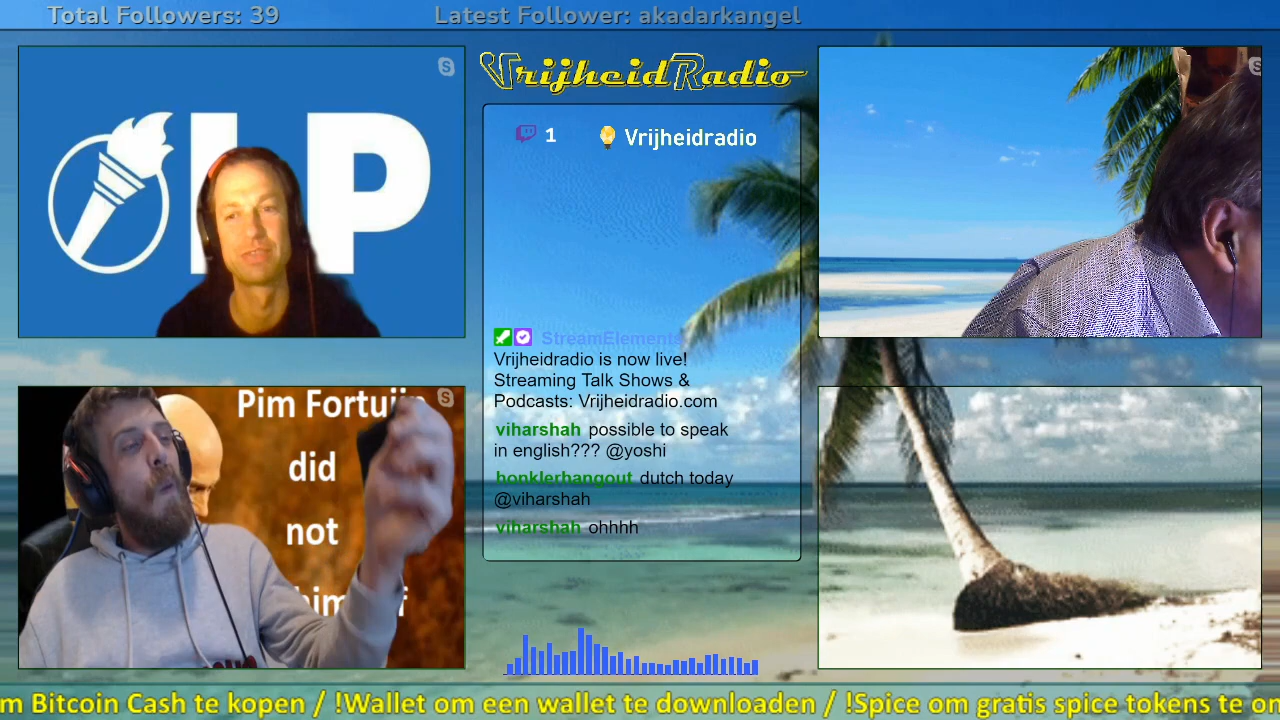 Total Followers: 39
Latest Follower: akadarkangel
VrijheidRadio
LP
1
Vrijheidradio
StreamElements
Vrijheidradio is now live!
Streaming Talk Shows &
Podcasts: Vrijheidradio.com
viharshah possible to speak
in english??? @yoshi
honklerhangout dutch today
@viharshah
viharshah ohhhh
Pim Fortuijn
did
not
m Bitcoin Cash te kopen / !Wallet om een wallet te downloaden / !Spice om gratis spice tokens te on